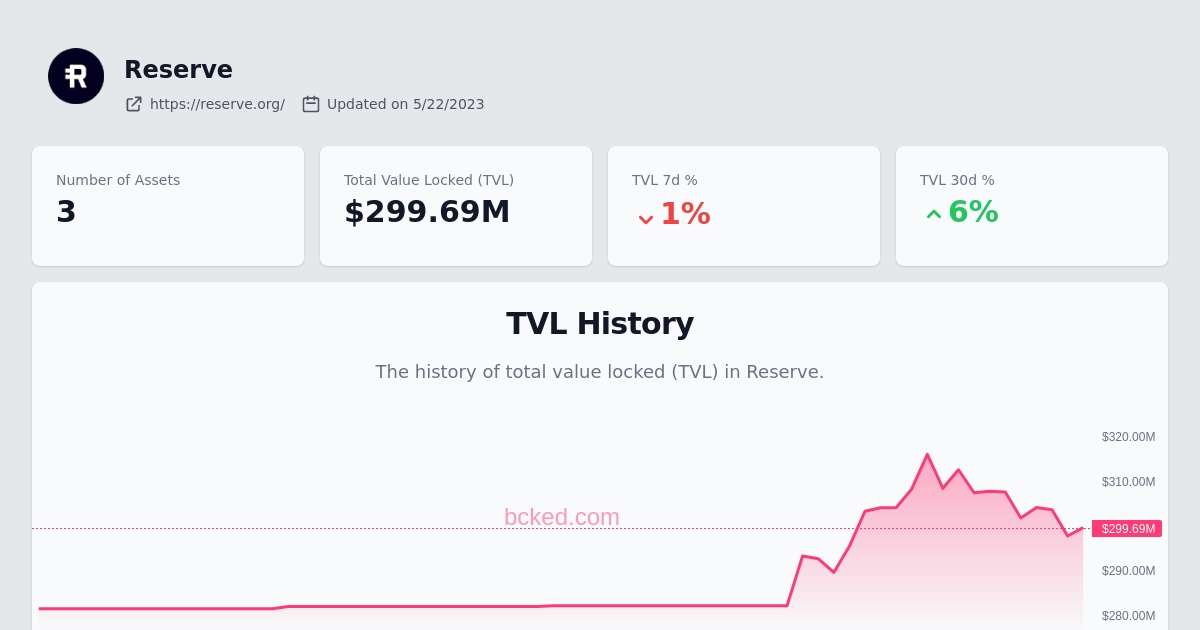 Reserve
https://reserve.org/ Updated on 5/22/2023
Number of Assets
3
Total Value Locked (TVL)
$299.69M
TVL 7d %
1%
TVL 30d %
6%
TVL History
The history of total value locked (TVL) in Reserve.
$320.00M
$310.00M
bcked.com
$299.69M
$290.00M
$280.00M